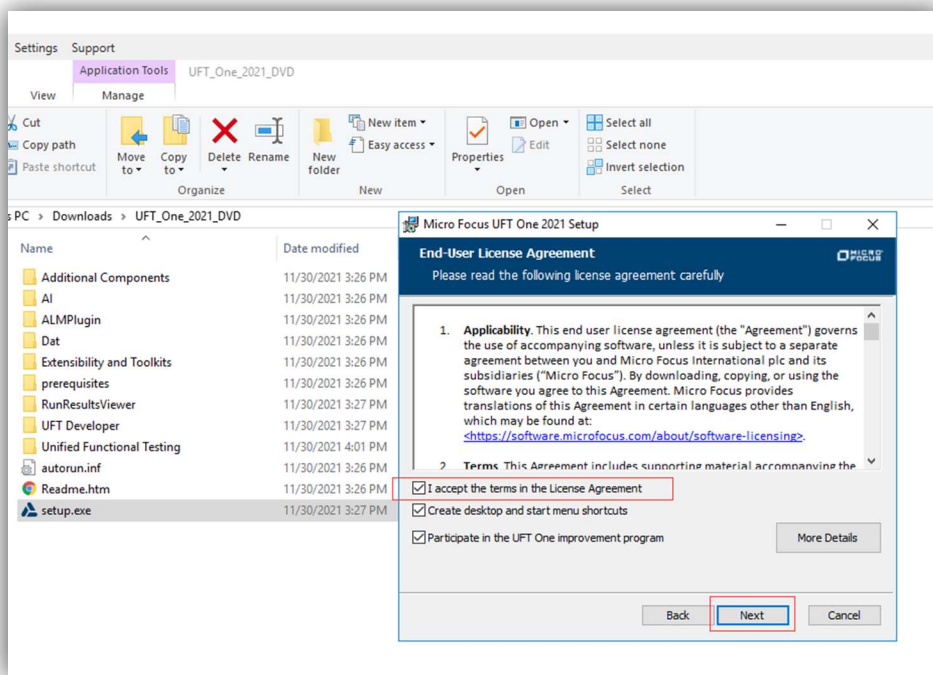 Settings Support
Application Tools UFT_One_2021_DVD
View Manage
Cut
Copy path
Paste shortcut
Move to
Copy to
Delete
Rename
Organize
New folder
New item
Easy access
New
Properties
Open
Edit
Open
Select all
Select none
Invert selection
Select
s PC > Downloads > UFT_One_2021_DVD
Name Date modified
Additional Components 11/30/2021 3:26 PM
AI 11/30/2021 3:26 PM
ALMPlugin 11/30/2021 3:26 PM
Dat 11/30/2021 3:26 PM
Extensibility and Toolkits 11/30/2021 3:26 PM
prerequisites 11/30/2021 3:26 PM
RunResultsViewer 11/30/2021 3:27 PM
UFT Developer 11/30/2021 3:27 PM
Unified Functional Testing 11/30/2021 4:01 PM
autorun.inf 11/30/2021 3:26 PM
Readme.htm 11/30/2021 3:26 PM
setup.exe 11/30/2021 3:27 PM
Micro Focus UFT One 2021 Setup
End-User License Agreement
Please read the following license agreement carefully
MICRO
FOCUS
1. Applicability. This end user license agreement (the "Agreement") governs
the use of accompanying software, unless it is subject to a separate
agreement between you and Micro Focus International plc and its
subsidiaries (“Micro Focus”). By downloading, copying, or using the
software you agree to this Agreement. Micro Focus provides
translations of this Agreement in certain languages other than English,
which may be found at:
<https://software.microfocus.com/about/software-licensing>.
2. Terms. This Agreement includes supporting material accompanying the
I accept the terms in the License Agreement
Create desktop and start menu shortcuts
Participate in the UFT One improvement program
More Details
Back Next Cancel